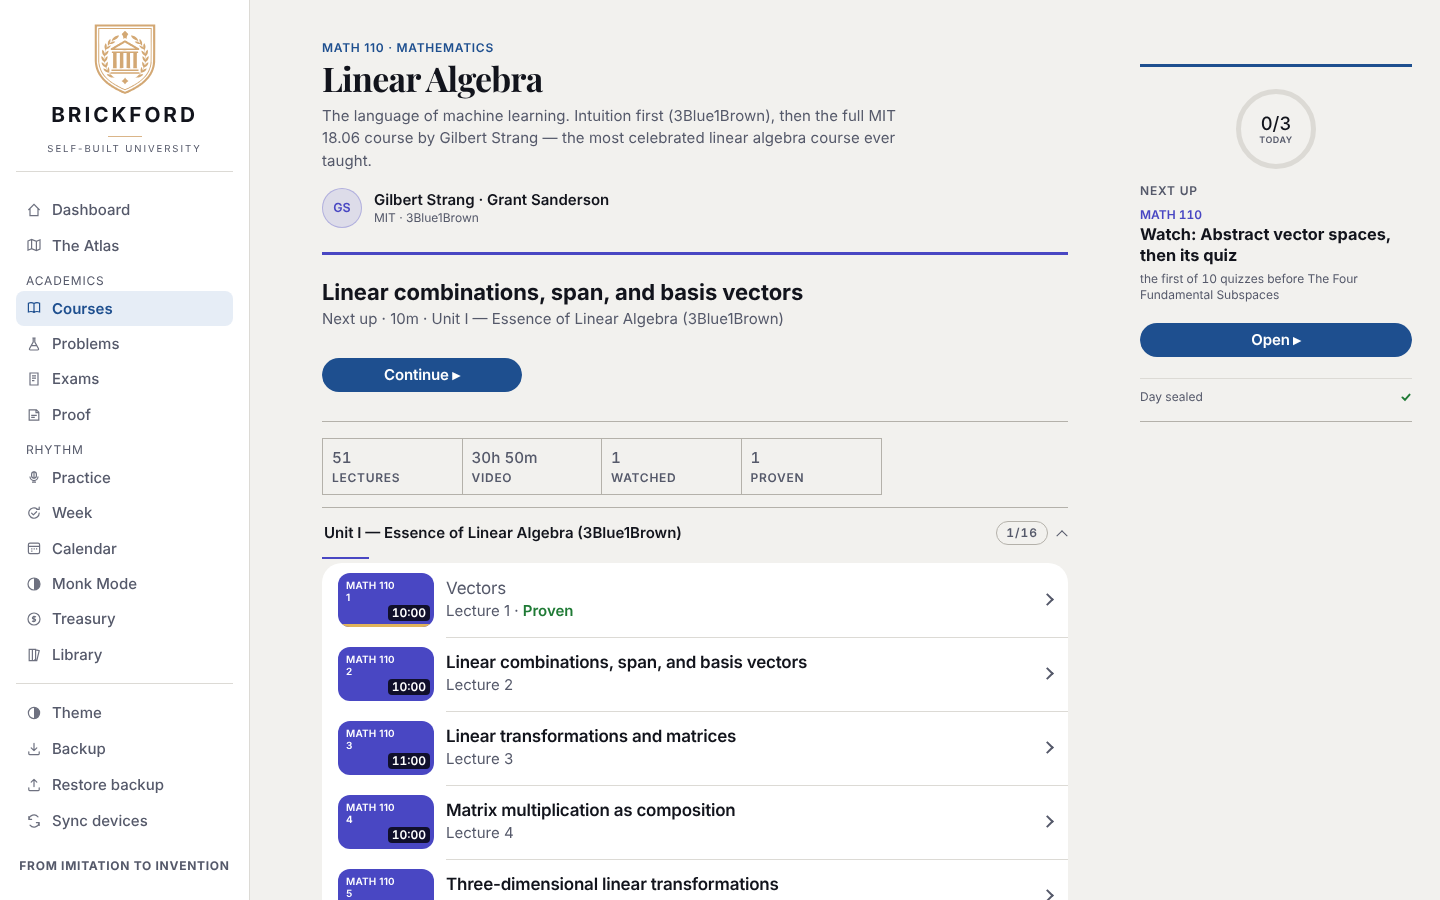 BRICKFORD
SELF-BUILT UNIVERSITY
Dashboard
The Atlas
ACADEMICS
Courses
Problems
Exams
Proof
RHYTHM
Practice
Week
Calendar
Monk Mode
Treasury
Library
Theme
Backup
Restore backup
Sync devices
FROM IMITATION TO INVENTION
MATH 110 · MATHEMATICS
Linear Algebra
The language of machine learning. Intuition first (3Blue1Brown), then the full MIT
18.06 course by Gilbert Strang — the most celebrated linear algebra course ever
taught.
GS
Gilbert Strang · Grant Sanderson
MIT · 3Blue1Brown
Linear combinations, span, and basis vectors
Next up · 10m · Unit I — Essence of Linear Algebra (3Blue1Brown)
Continue ▸
51
LECTURES
30h 50m
VIDEO
1
WATCHED
1
PROVEN
Unit I — Essence of Linear Algebra (3Blue1Brown)
1/16
MATH 110
1
10:00
Vectors
Lecture 1 · Proven
MATH 110
2
10:00
Linear combinations, span, and basis vectors
Lecture 2
MATH 110
3
11:00
Linear transformations and matrices
Lecture 3
MATH 110
4
10:00
Matrix multiplication as composition
Lecture 4
MATH 110
5
Three-dimensional linear transformations
0/3
TODAY
NEXT UP
MATH 110
Watch: Abstract vector spaces,
then its quiz
the first of 10 quizzes before The Four
Fundamental Subspaces
Open ▸
Day sealed